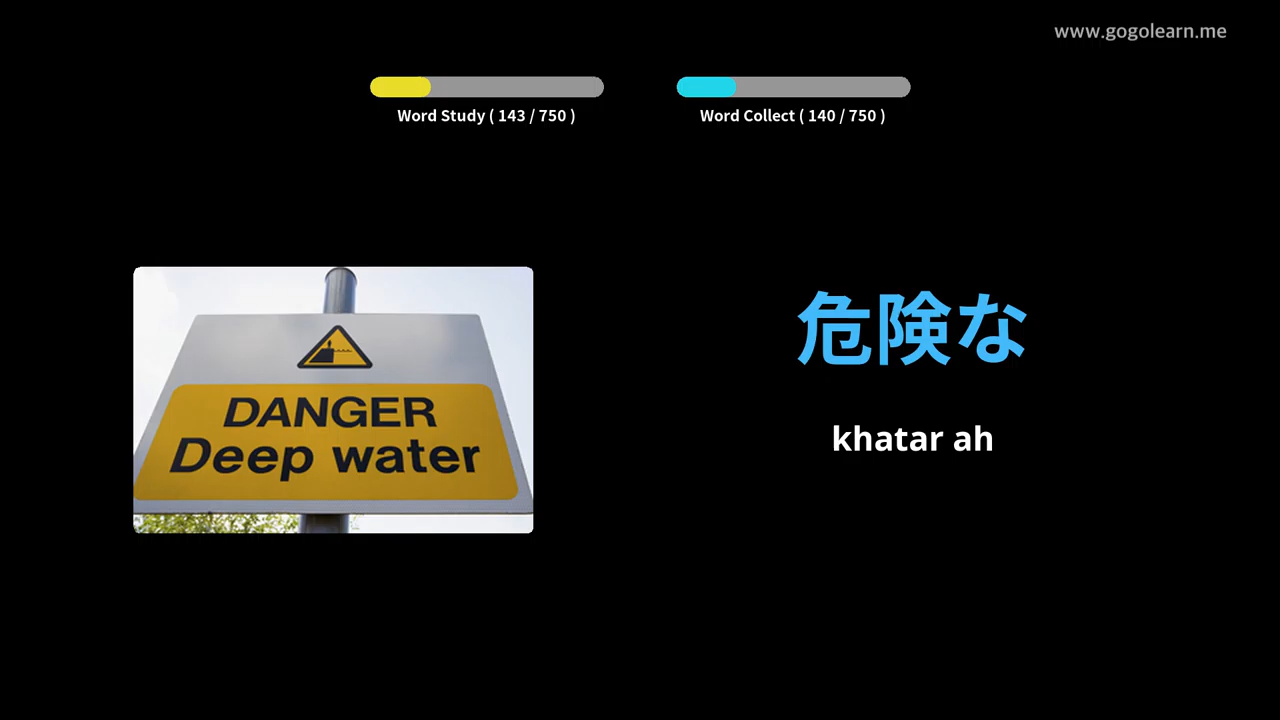 www.gogolearn.me
Word Study ( 143 / 750 )
Word Collect ( 140 / 750 )
DANGER
Deep water
危険な
khatar ah